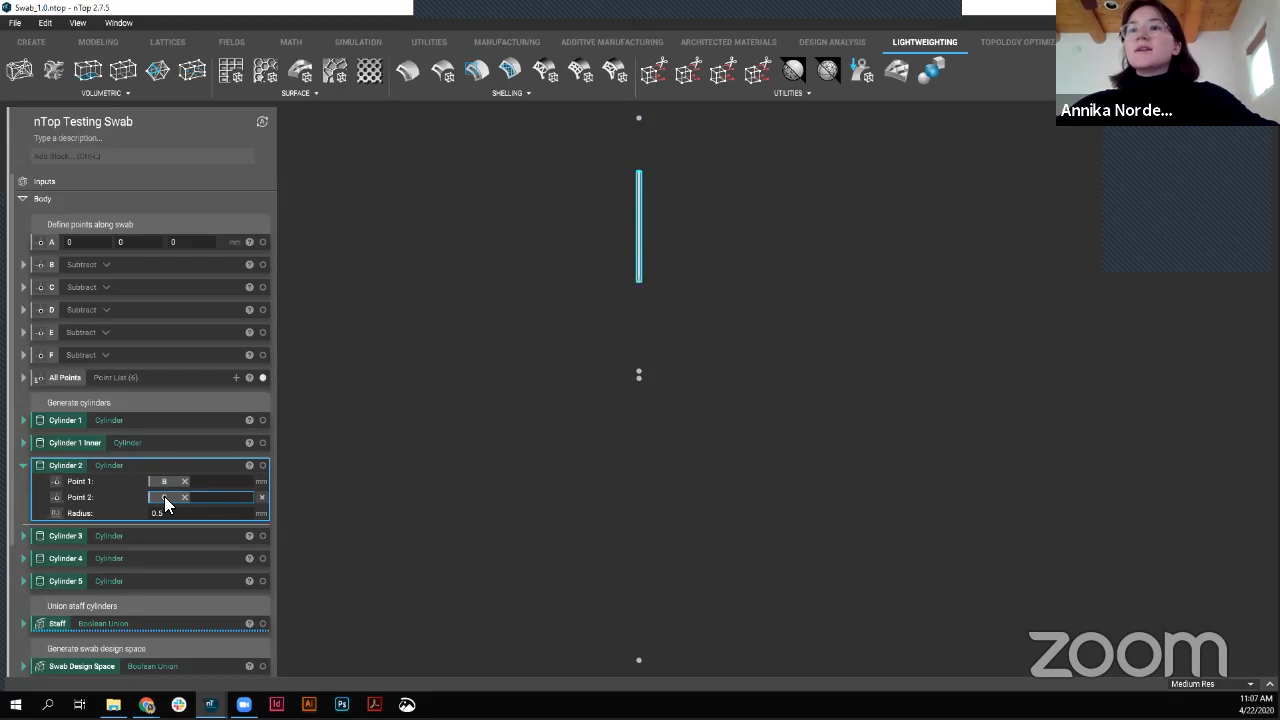 Swab_1.0.ntop - nTop 2.7.5
File Edit View Window
CREATE MODELING LATTICES FIELDS MATH SIMULATION UTILITIES MANUFACTURING ADDITIVE MANUFACTURING ARCHITECTED MATERIALS DESIGN ANALYSIS LIGHTWEIGHTING TOPOLOGY OPTIMIZ
VOLUMETRIC SURFACE SHELLING UTILITIES
Annika Norde...
nTop Testing Swab
Type a description...
Add Block... (Ctrl+L)
Inputs
Body
Define points along swab
A 0 0 0 mm
B Subtract
C Subtract
D Subtract
E Subtract
F Subtract
All Points Point List (6)
Generate cylinders
Cylinder 1 Cylinder
Cylinder 1 Inner Cylinder
Cylinder 2 Cylinder
Point 1: B mm
Point 2:
Radius: 0.5 mm
Cylinder 3 Cylinder
Cylinder 4 Cylinder
Cylinder 5 Cylinder
Union staff cylinders
Staff Boolean Union
Generate swab design space
Swab Design Space Boolean Union
zoom
Medium Res
11:07 AM
4/22/2020